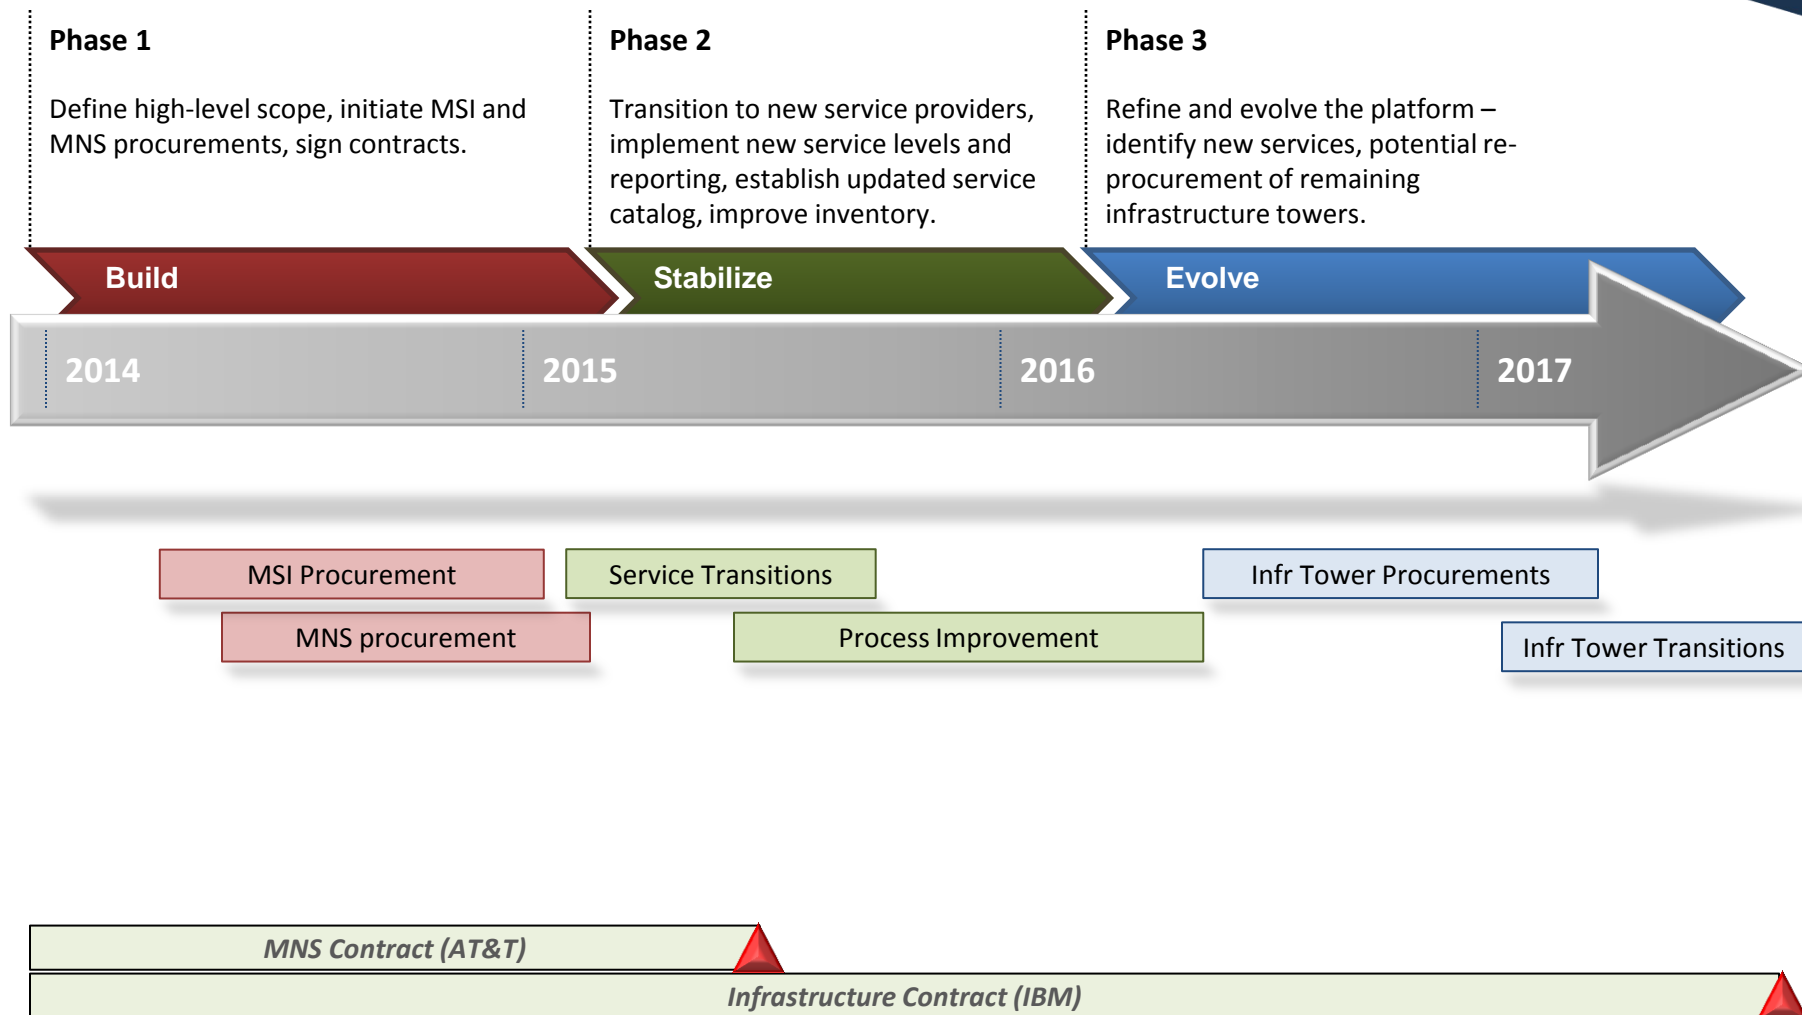 Phase 1
Define high-level scope, initiate MSI and
MNS procurements, sign contracts.
Phase 2
Transition to new service providers,
implement new service levels and
reporting, establish updated service
catalog, improve inventory.
Phase 3
Refine and evolve the platform –
identify new services, potential re-
procurement of remaining
infrastructure towers.
Build
Stabilize
Evolve
2014
2015
2016
2017
MSI Procurement
Service Transitions
Infr Tower Procurements
MNS procurement
Process Improvement
Infr Tower Transitions
MNS Contract (AT&T)
Infrastructure Contract (IBM)